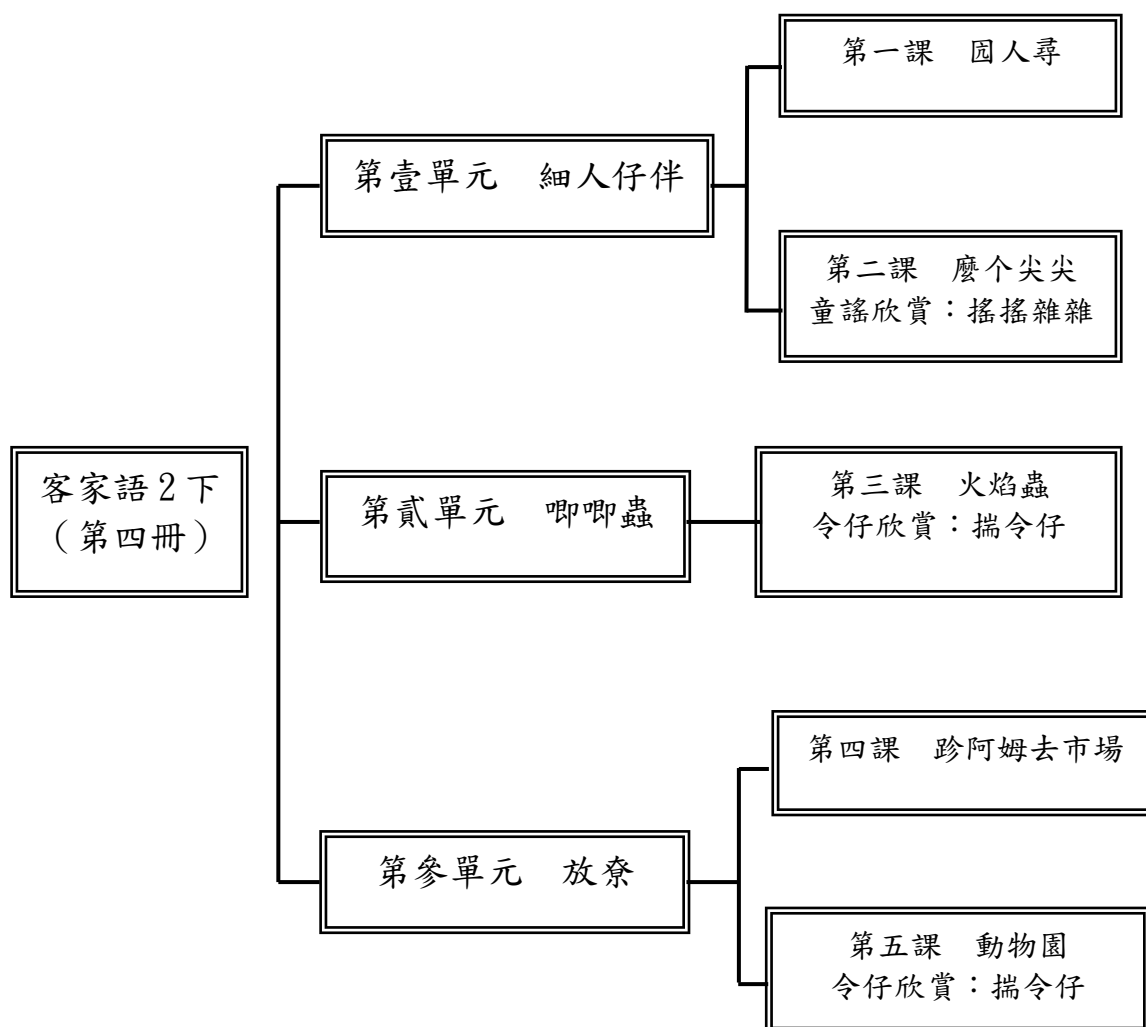 客家語2下
（第四冊）
第壹單元　細人仔伴
第一課　囥人尋
第二課　麼个尖尖
童謠欣賞：搖搖雜雜
第貳單元　唧唧蟲
第三課　火焰蟲
令仔欣賞：揣令仔
第參單元　放尞
第四課　跈阿姆去市場
第五課　動物園
令仔欣賞：揣令仔